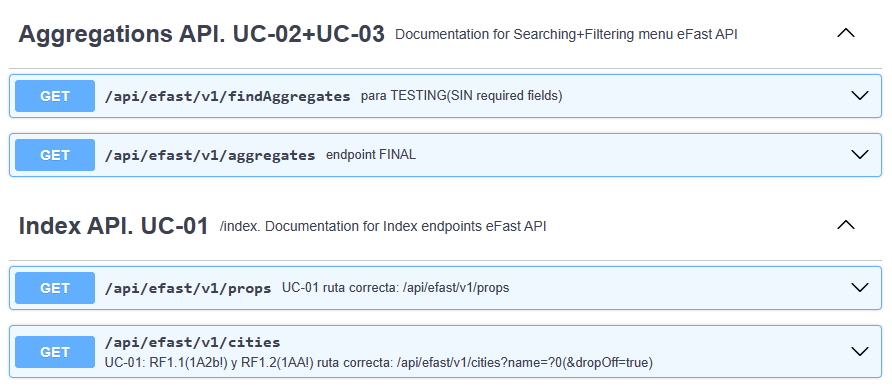 Aggregations API. UC-02+UC-03 Documentation for Searching+Filtering menu eFast API
GET /api/efast/v1/findAggregates para TESTING(SIN required fields)
GET /api/efast/v1/aggregates endpoint FINAL
Index API. UC-01 /index. Documentation for Index endpoints eFast API
GET /api/efast/v1/props UC-01 ruta correcta: /api/efast/v1/props
GET /api/efast/v1/cities
UC-01: RF1.1(1A2b!) y RF1.2(1AA!) ruta correcta: /api/efast/v1/cities?name=?0(&dropOff=true)